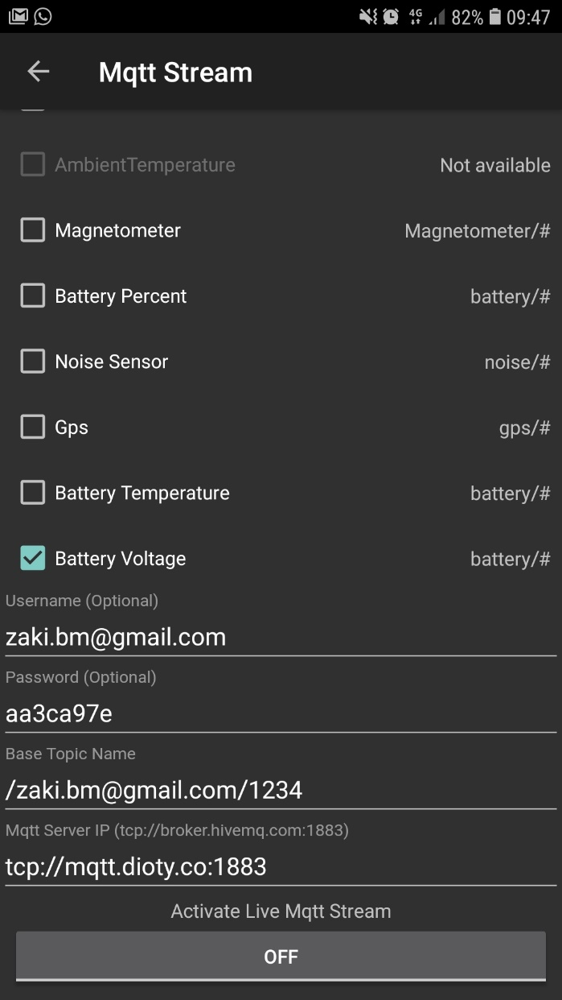 4G 82% 09:47
Mqtt Stream
AmbientTemperature Not available
Magnetometer Magnetometer/#
Battery Percent battery/#
Noise Sensor noise/#
Gps gps/#
Battery Temperature battery/#
Battery Voltage battery/#
Username (Optional)
zaki.bm@gmail.com
Password (Optional)
aa3ca97e
Base Topic Name
/zaki.bm@gmail.com/1234
Mqtt Server IP (tcp://broker.hivemq.com:1883)
tcp://mqtt.dioty.co:1883
Activate Live Mqtt Stream
OFF